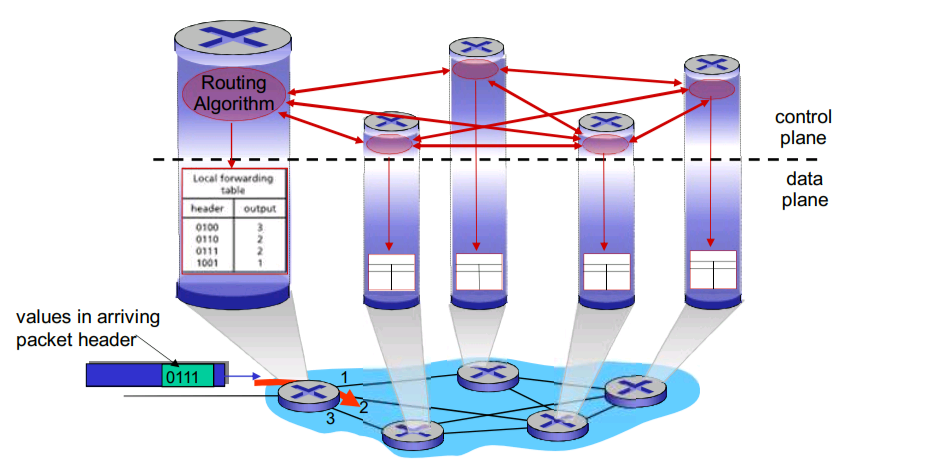 Routing
Algorithm
control
plane
data
plane
Local forwarding
table
header output
0100 3
0110 2
0111 2
1001 1
values in arriving
packet header
0111
1
2
3